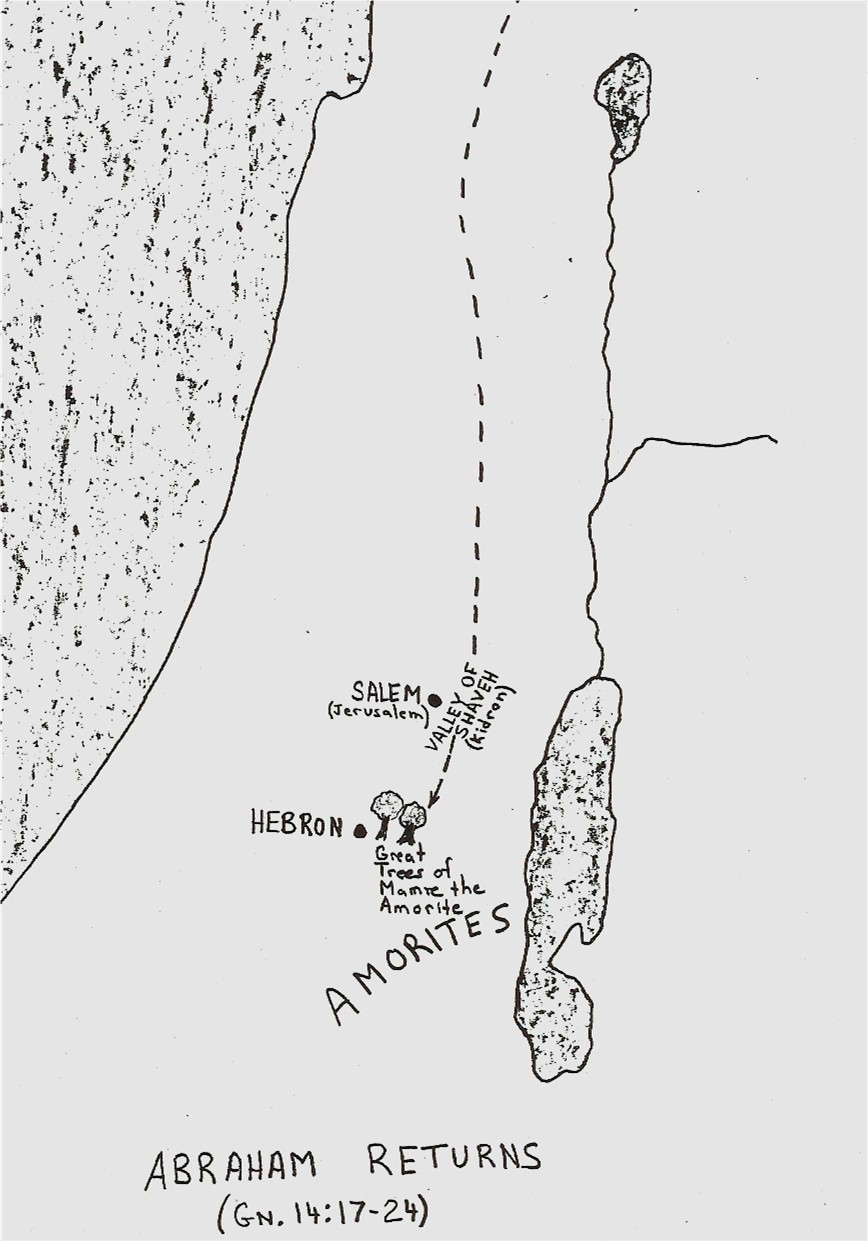 SALEM
(Jerusalem)
VALLEY OF
SHAVEH
(Kidron)
HEBRON
Great
Trees of
Mamre the
Amorite
AMORITES
ABRAHAM RETURNS
(GN. 14:17-24)